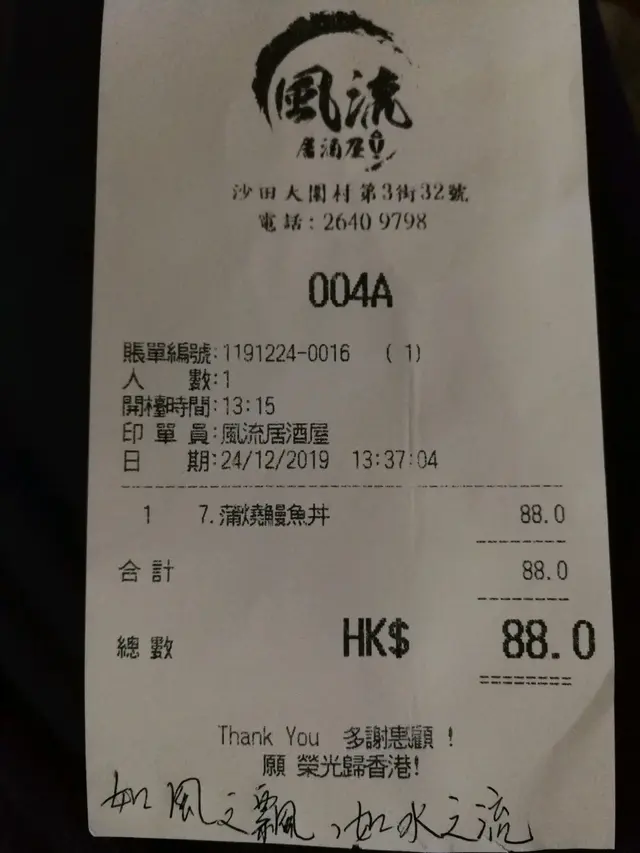 風流
居酒屋
沙田大圍村第3街32號
電話：2640 9798
004A
賬單編號:1191224-0016 ( 1)
人 數:1
開檯時間:13:15
印 單 員:風流居酒屋
日 期:24/12/2019 13:37:04
1 7.蒲燒鰻魚丼 88.0
合 計 88.0
總 數 HK$ 88.0
Thank You 多謝惠顧 !
願 榮光歸香港!
如風之飄、如水之流